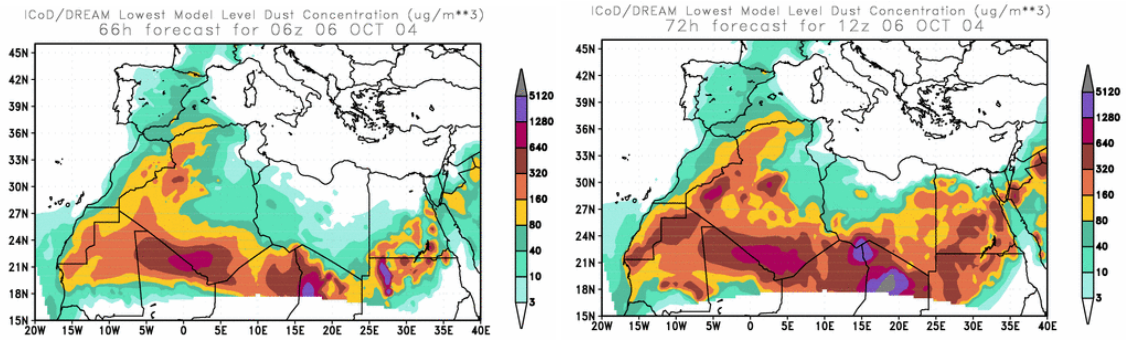 ICoD/DREAM Lowest Model Level Dust Concentration (ug/m**3)
66h forecast for 06z 06 OCT 04
45N
42N
39N
36N
33N
30N
27N
24N
21N
18N
15N
20W 15W 10W 5W 0 5E 10E 15E 20E 25E 30E 35E 40E
5120
1280
640
320
160
80
40
10
3
ICoD/DREAM Lowest Model Level Dust Concentration (ug/m**3)
72h forecast for 12z 06 OCT 04
45N
42N
39N
36N
33N
30N
27N
24N
21N
18N
15N
20W 15W 10W 5W 0 5E 10E 15E 20E 25E 30E 35E 40E
5120
1280
640
320
160
80
40
10
3